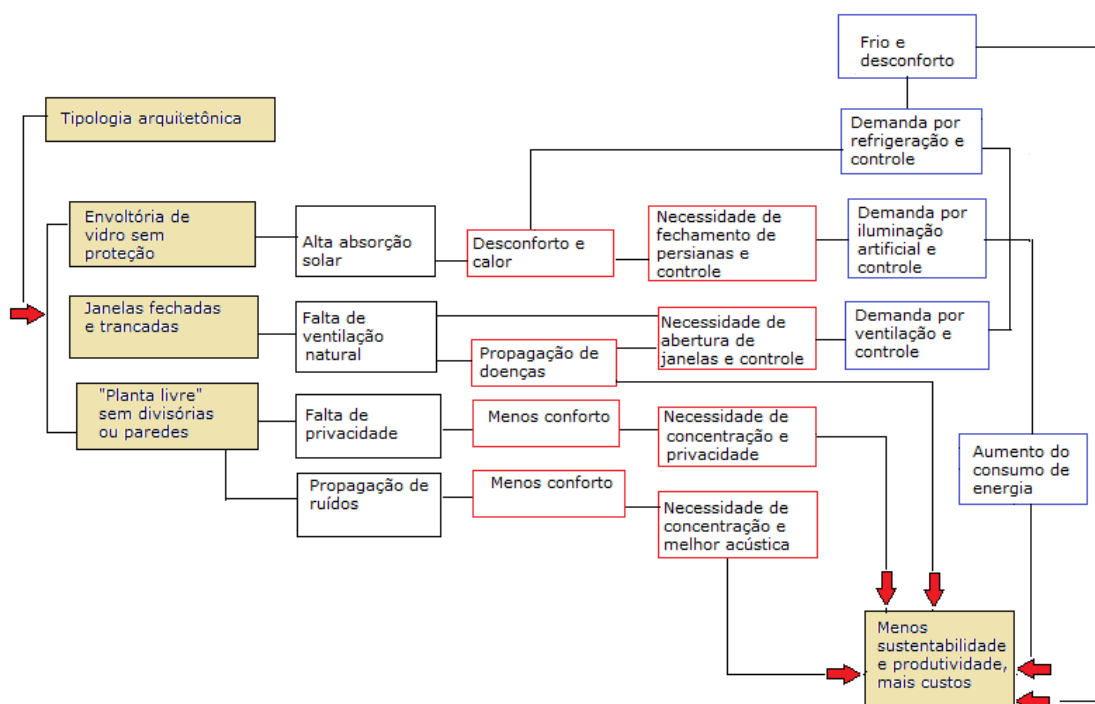 Frio e
desconforto
Tipologia arquitetônica
Demanda por
refrigeração e
controle
Envoltória de
vidro sem
proteção
Alta absorção
solar
Desconforto e
calor
Necessidade de
fechamento de
persianas e
controle
Demanda por
iluminação
artificial e
controle
Janelas fechadas
e trancadas
Falta de
ventilação
natural
Propagação de
doenças
Necessidade de
abertura de
janelas e controle
Demanda por
ventilação e
controle
"Planta livre"
sem divisórias
ou paredes
Falta de
privacidade
Menos conforto
Necessidade de
concentração e
privacidade
Aumento do
consumo de
energia
Propagação de
ruídos
Menos conforto
Necessidade de
concentração e
melhor acústica
Menos
sustentabilidade
e produtividade,
mais custos